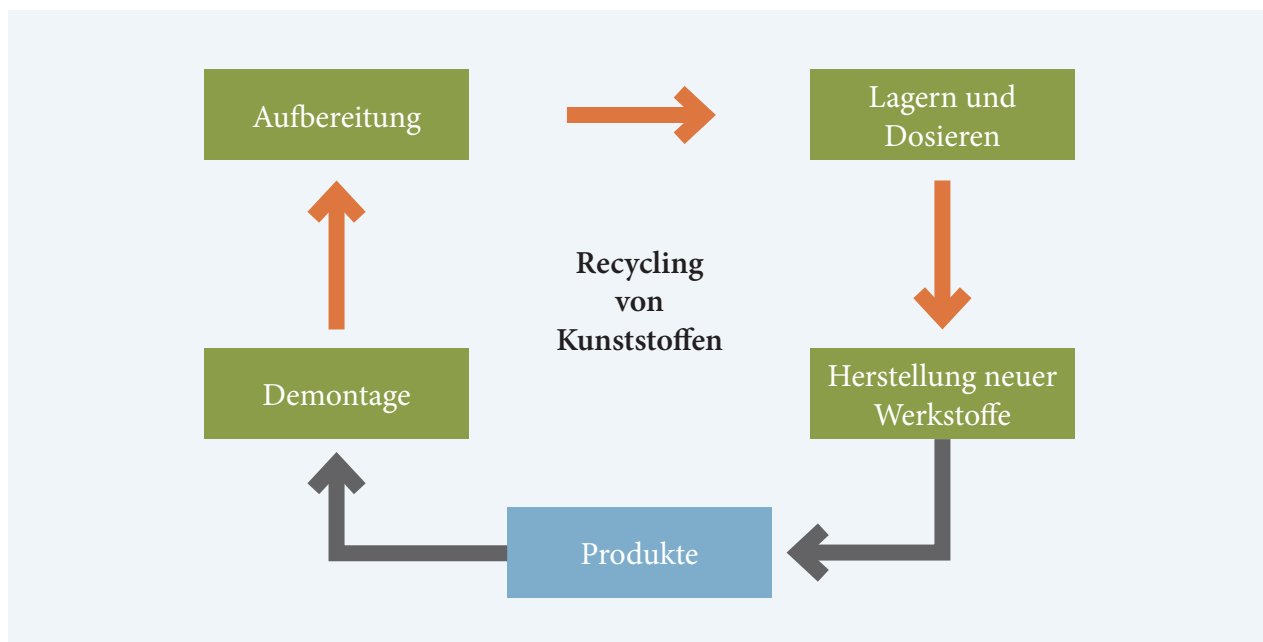 Aufbereitung
Lagern und
Dosieren
Recycling
von
Kunststoffen
Demontage
Herstellung neuer
Werkstoffe
Produkte